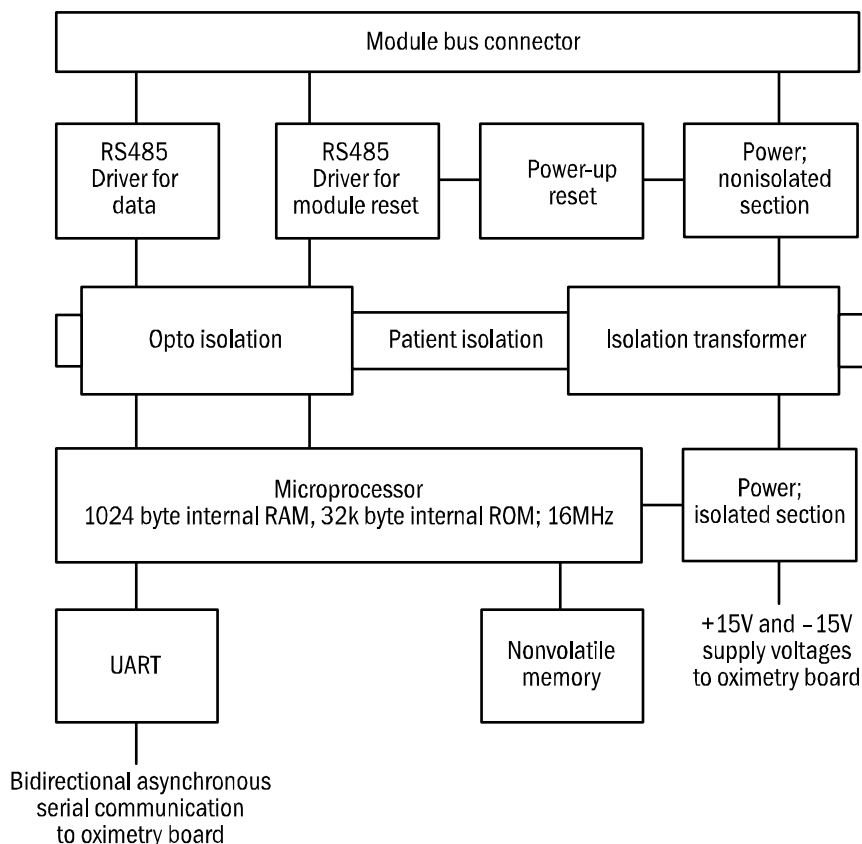 Module bus connector
RS485
Driver for
data
RS485
Driver for
module reset
Power-up
reset
Power;
nonisolated
section
Opto isolation
Patient isolation
Isolation transformer
Microprocessor
1024 byte internal RAM, 32k byte internal ROM; 16MHz
Power;
isolated section
UART
Nonvolatile
memory
+15V and –15V
supply voltages
to oximetry board
Bidirectional asynchronous
serial communication
to oximetry board